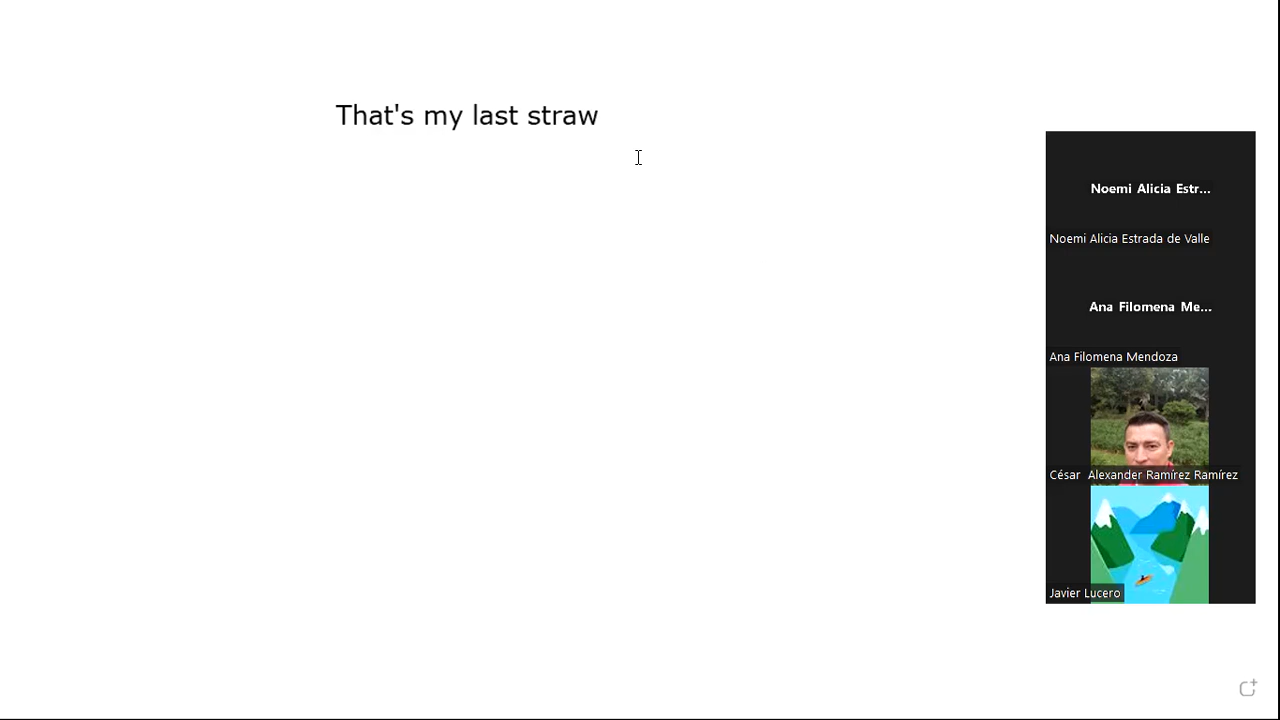 That's my last straw
Noemi Alicia Estr...
Noemi Alicia Estrada de Valle
Ana Filomena Me...
Ana Filomena Mendoza
César Alexander Ramírez Ramírez
Javier Lucero